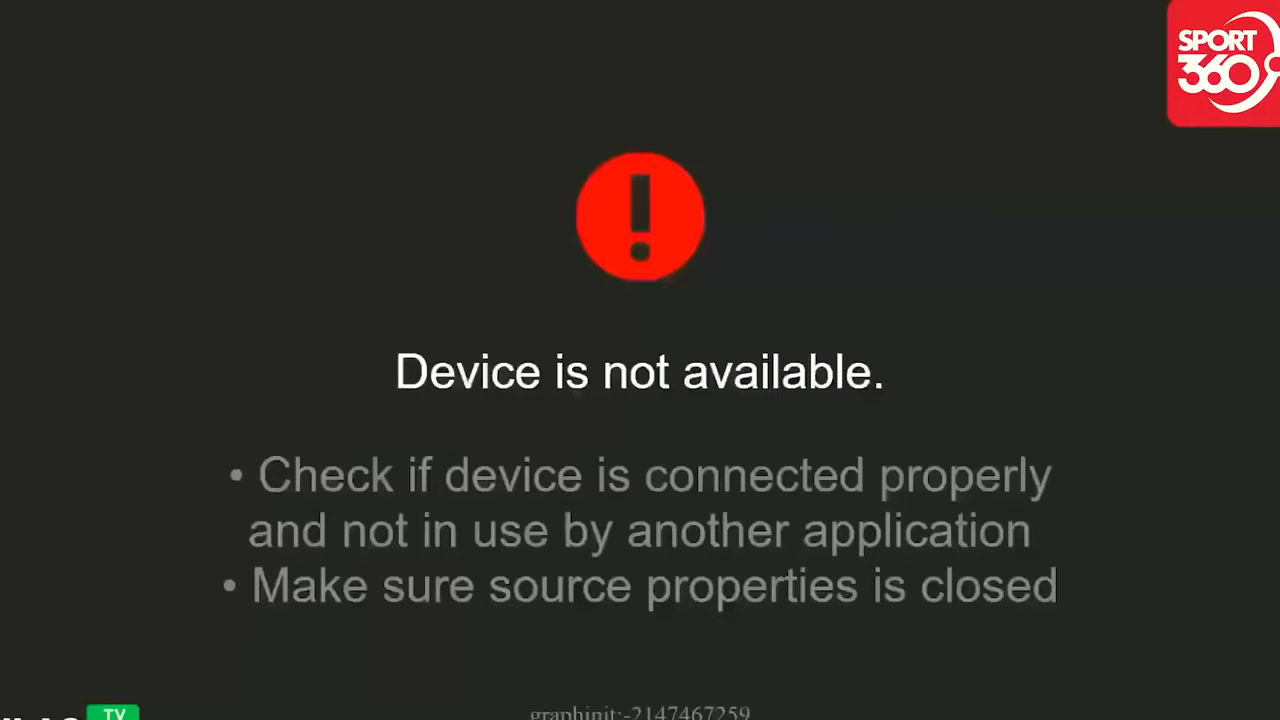 SPORT
360
Device is not available.
• Check if device is connected properly
and not in use by another application
• Make sure source properties is closed
TV
graphinit:-2147467259